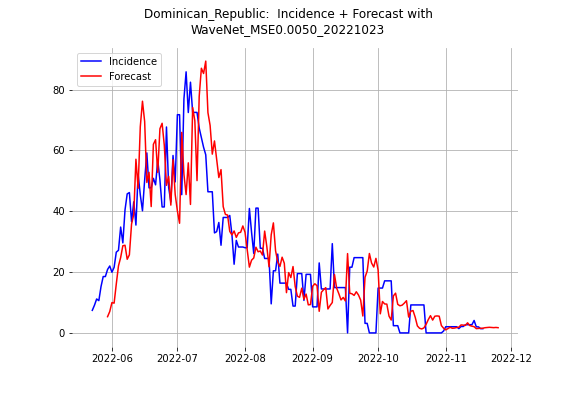 Dominican_Republic:  Incidence + Forecast with
WaveNet_MSE0.0050_20221023
Incidence
Forecast
80
60
40
20
0
2022-06 2022-07 2022-08 2022-09 2022-10 2022-11 2022-12